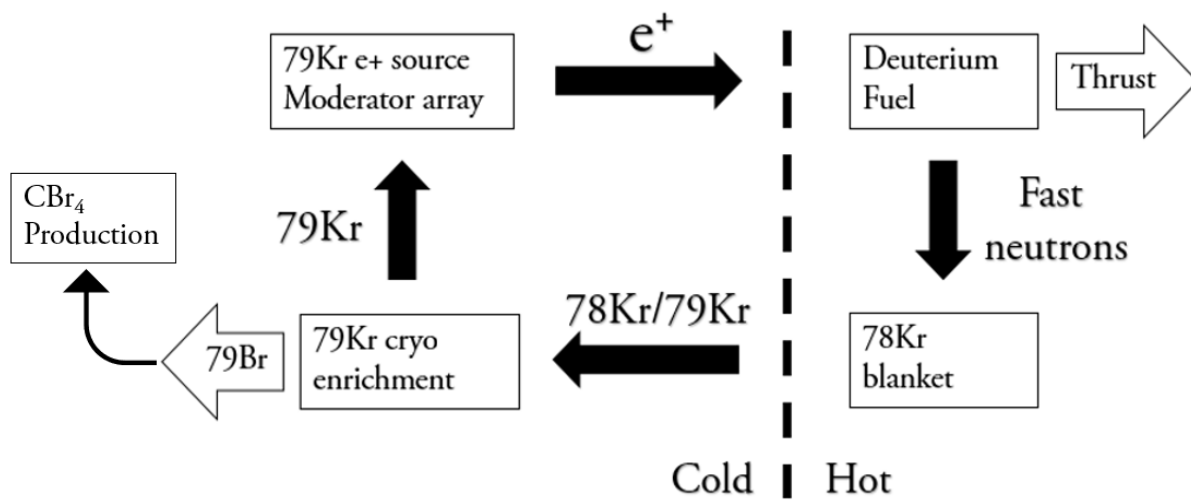 79Kr e+ source
Moderator array
e⁺
Deuterium
Fuel
Thrust
CBr₄
Production
79Kr
Fast
neutrons
78Kr/79Kr
79Br
79Kr cryo
enrichment
78Kr
blanket
Cold
Hot